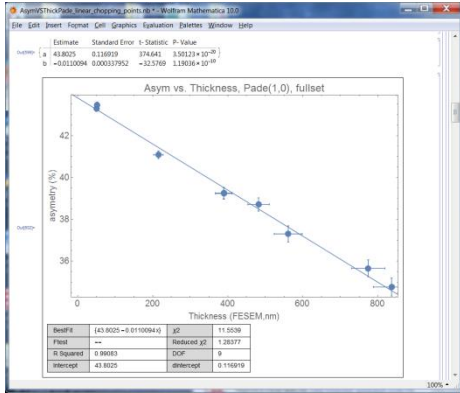 AsymVSThickPade_linear_chopping_points.nb * - Wolfram Mathematica 10.0
File Edit Insert Format Cell Graphics Evaluation Palettes Window Help
Estimate Standard Error t-Statistic P-Value
a 43.8025 0.116919 374.641 3.50123 × 10⁻²⁰
b -0.0110094 0.000337952 -32.5769 1.19036 × 10⁻¹⁰
Asym vs. Thickness, Pade(1,0), fullset
asymetry (%)
42
40
38
36
0 200 400 600 800
Thickness (FESEM,nm)
BestFit {43.8025-0.0110094x} χ2 11.5539
Ftest -- Reduced χ2 1.28377
R Squared 0.99083 DOF 9
Intercept 43.8025 dIntercept 0.116919
100%